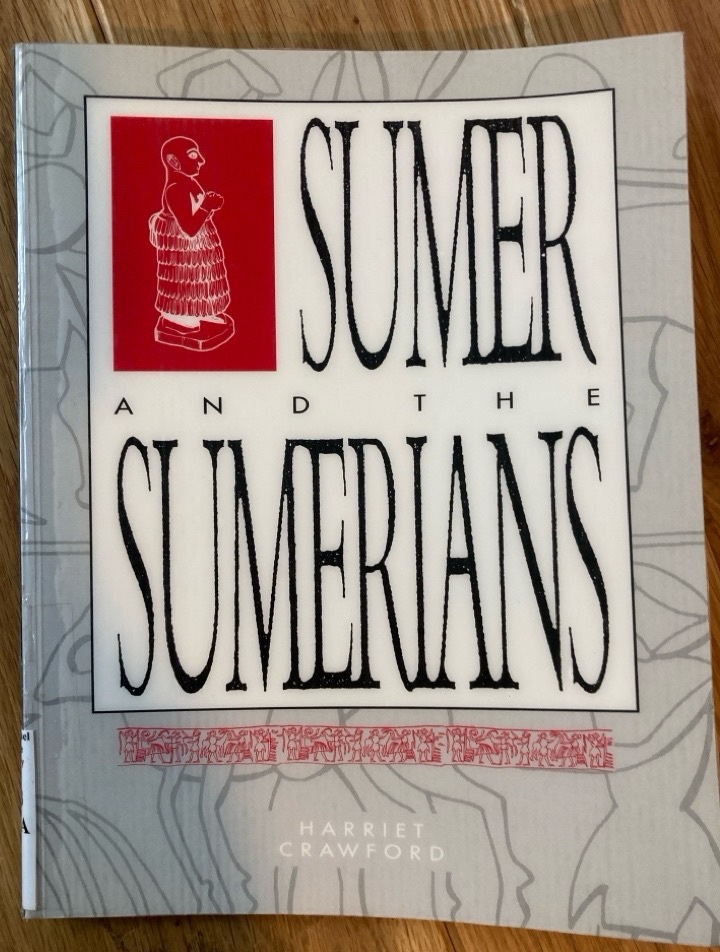 SUMER
AND THE
SUMERIANS
HARRIET
CRAWFORD